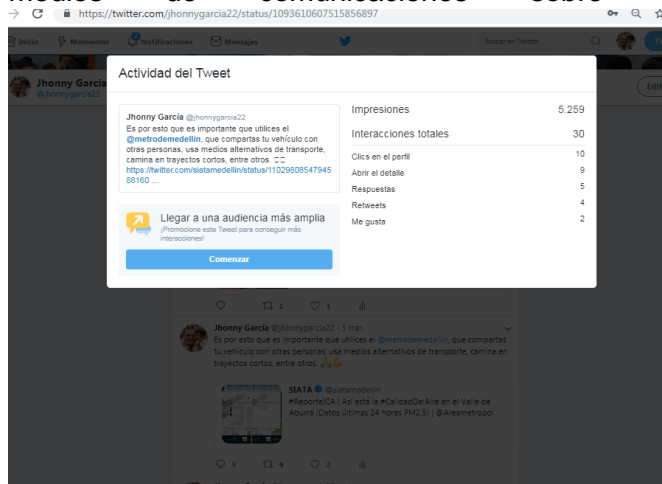 medios de comunicaciones sobre
https://twitter.com/jhonnygarcia22/status/1093610607515856897
Inicio Momentos Notificaciones Mensajes Buscar en Twitter
Jhonny García
@jhonnygarcia22
Edit
Actividad del Tweet
Jhonny García @jhonnygarcia22
Es por esto que es importante que utilices el
@metrodemedellin, que compartas tu vehículo con
otras personas, usa medios alternativos de transporte,
camina en trayectos cortos, entre otros.
https://twitter.com/siatamedellin/status/11029808547945
88160 ...
Llegar a una audiencia más amplia
¡Promocione este Tweet para conseguir más
interacciones!
Comenzar
Impresiones 5.259
Interacciones totales 30
Clics en el perfil 10
Abrir el detalle 9
Respuestas 5
Retweets 4
Me gusta 2
1 1
Jhonny García @jhonnygarcia22 - 5 mar.
Es por esto que es importante que utilices el @metrodemedellin, que compartas
tu vehículo con otras personas, usa medios alternativos de transporte, camina en
trayectos cortos, entre otros.
SIATA @siatamedellin
#ReporteICA | Así está la #CalidadDelAire en el Valle de
Aburrá (Datos últimas 24 horas PM2.5) | @Areametropol
5 4 2